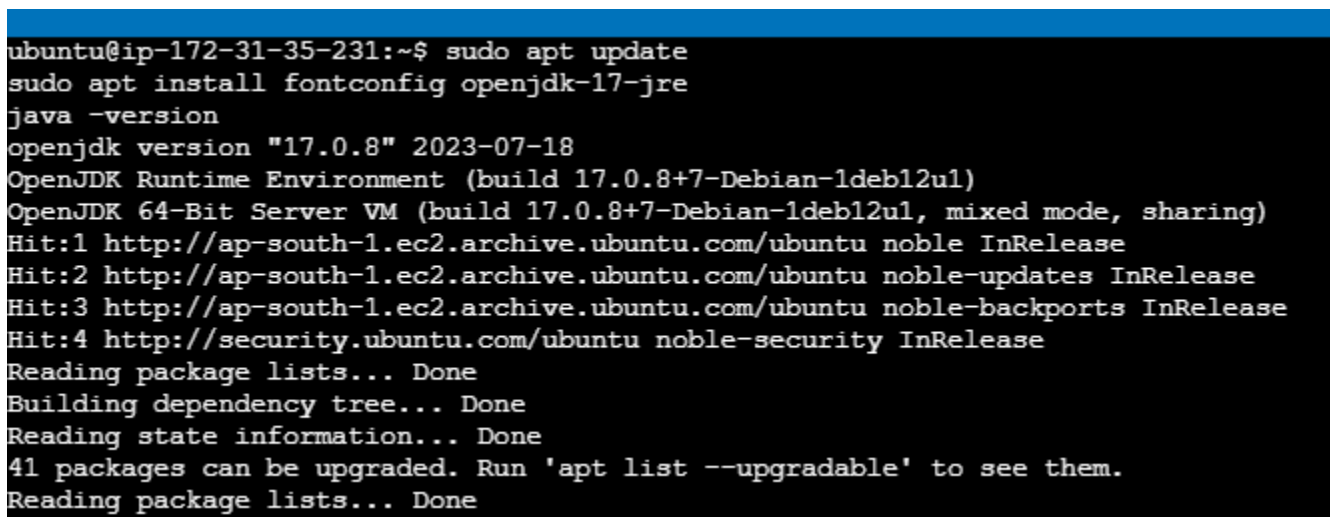 ubuntu@ip-172-31-35-231:~$ sudo apt update
sudo apt install fontconfig openjdk-17-jre
java -version
openjdk version "17.0.8" 2023-07-18
OpenJDK Runtime Environment (build 17.0.8+7-Debian-1deb12u1)
OpenJDK 64-Bit Server VM (build 17.0.8+7-Debian-1deb12u1, mixed mode, sharing)
Hit:1 http://ap-south-1.ec2.archive.ubuntu.com/ubuntu noble InRelease
Hit:2 http://ap-south-1.ec2.archive.ubuntu.com/ubuntu noble-updates InRelease
Hit:3 http://ap-south-1.ec2.archive.ubuntu.com/ubuntu noble-backports InRelease
Hit:4 http://security.ubuntu.com/ubuntu noble-security InRelease
Reading package lists... Done
Building dependency tree... Done
Reading state information... Done
41 packages can be upgraded. Run 'apt list --upgradable' to see them.
Reading package lists... Done